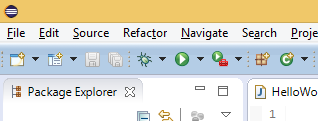 File Edit Source Refactor Navigate Search
Package Explorer
1